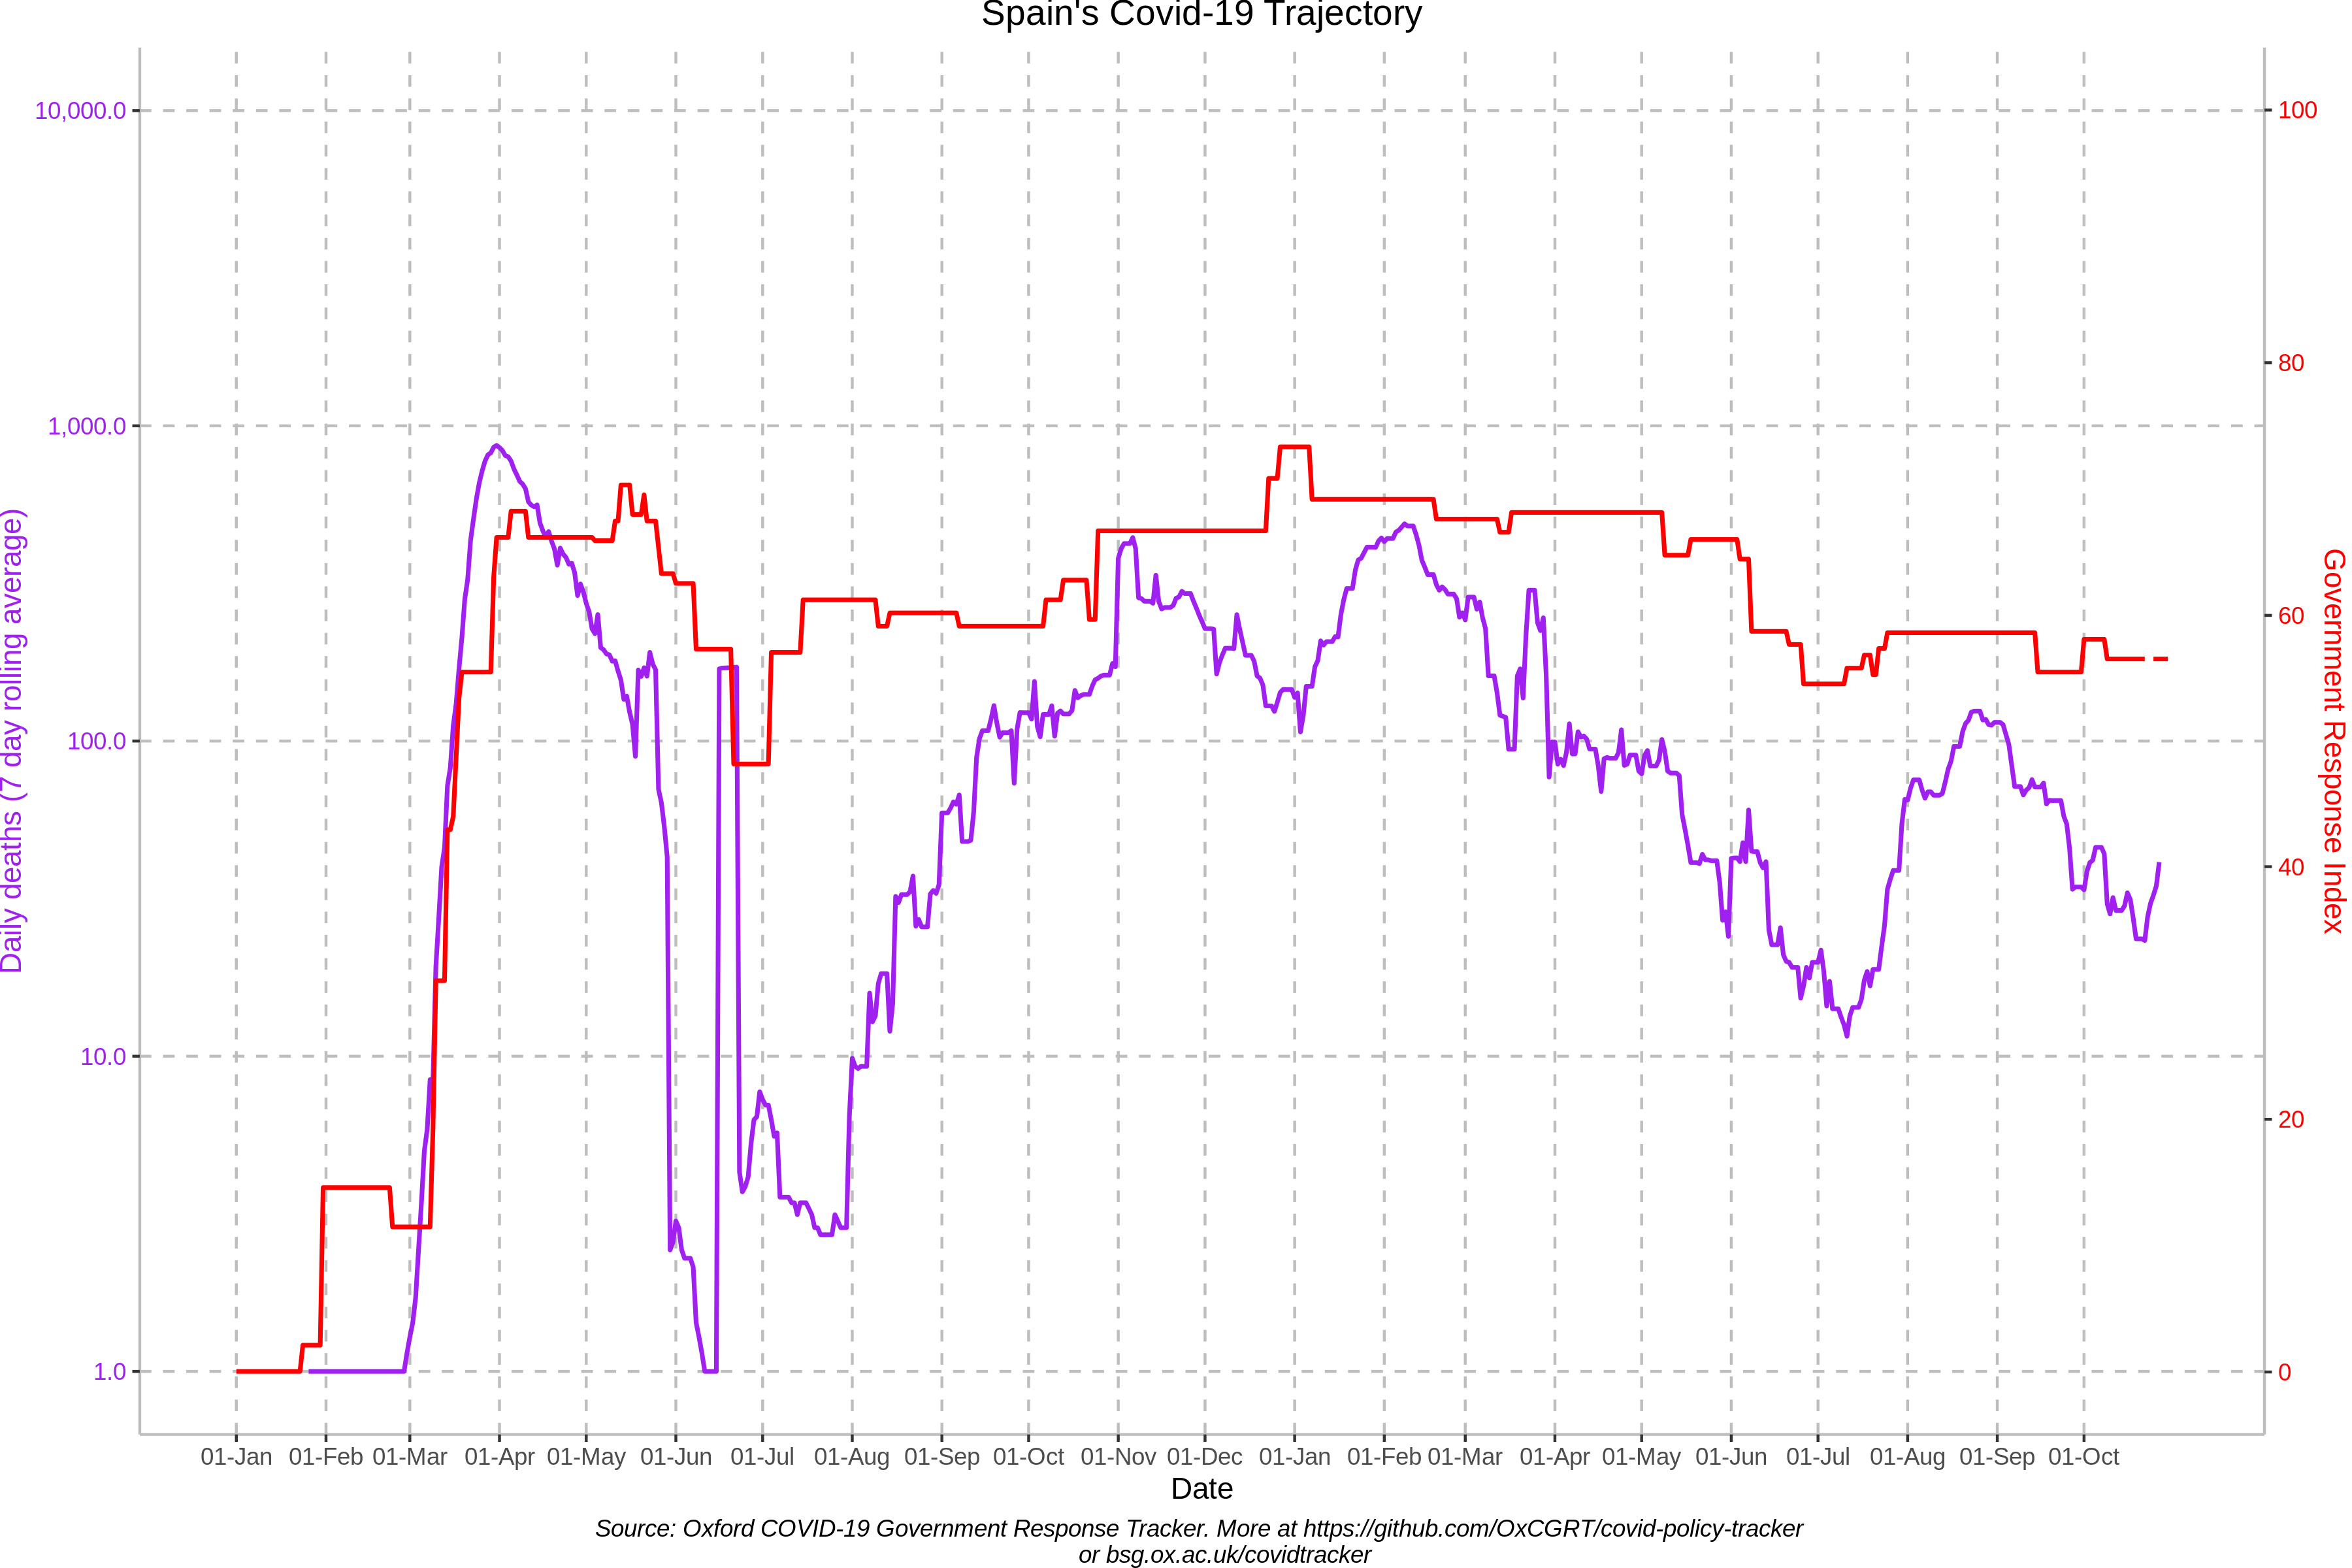 Spain's Covid-19 Trajectory
10,000.0
1,000.0
100.0
10.0
1.0
Daily deaths (7 day rolling average)
100
80
60
40
20
0
Government Response Index
01-Jan 01-Feb 01-Mar 01-Apr 01-May 01-Jun 01-Jul 01-Aug 01-Sep 01-Oct 01-Nov 01-Dec 01-Jan 01-Feb 01-Mar 01-Apr 01-May 01-Jun 01-Jul 01-Aug 01-Sep 01-Oct
Date
Source: Oxford COVID-19 Government Response Tracker. More at https://github.com/OxCGRT/covid-policy-tracker
or bsg.ox.ac.uk/covidtracker